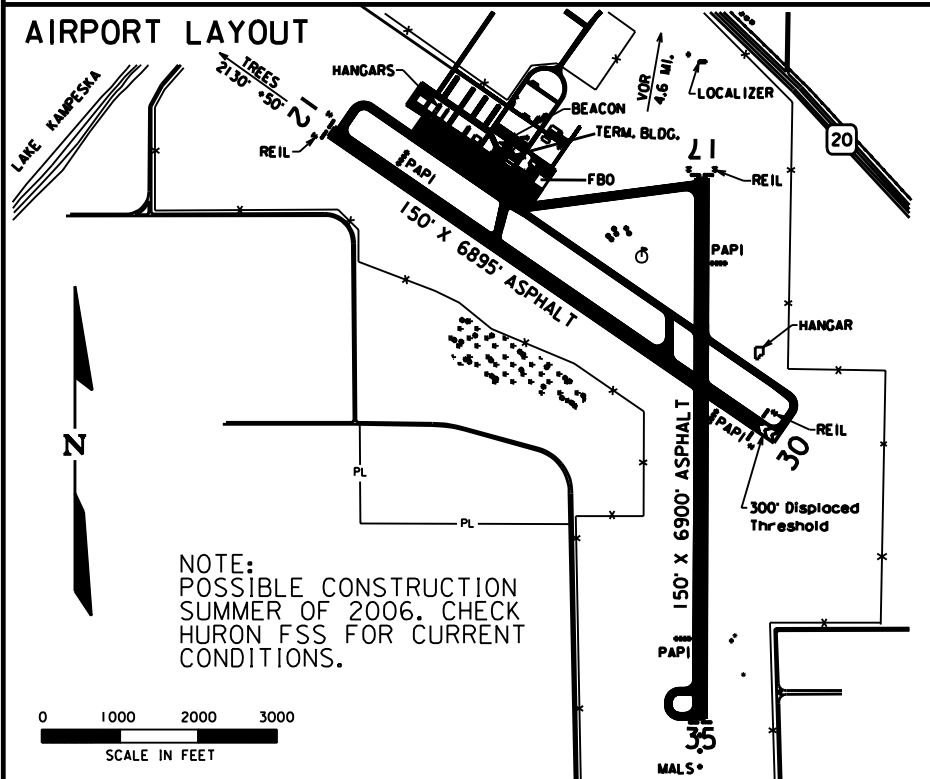 AIRPORT LAYOUT
LAKE KAMPESKA
TREES
2130' +50'
12
REIL
HANGARS
BEACON
TERM. BLDG.
FBO
VOR
4.6 MI.
LOCALIZER
20
17
REIL
PAPI
PAPI
150' X 6895' ASPHALT
HANGAR
PAPI
REIL
30
300' Displaced
Threshold
150' X 6900' ASPHALT
N
PL
PL
NOTE:
POSSIBLE CONSTRUCTION
SUMMER OF 2006. CHECK
HURON FSS FOR CURRENT
CONDITIONS.
PAPI
35
MALS
0 1000 2000 3000
SCALE IN FEET